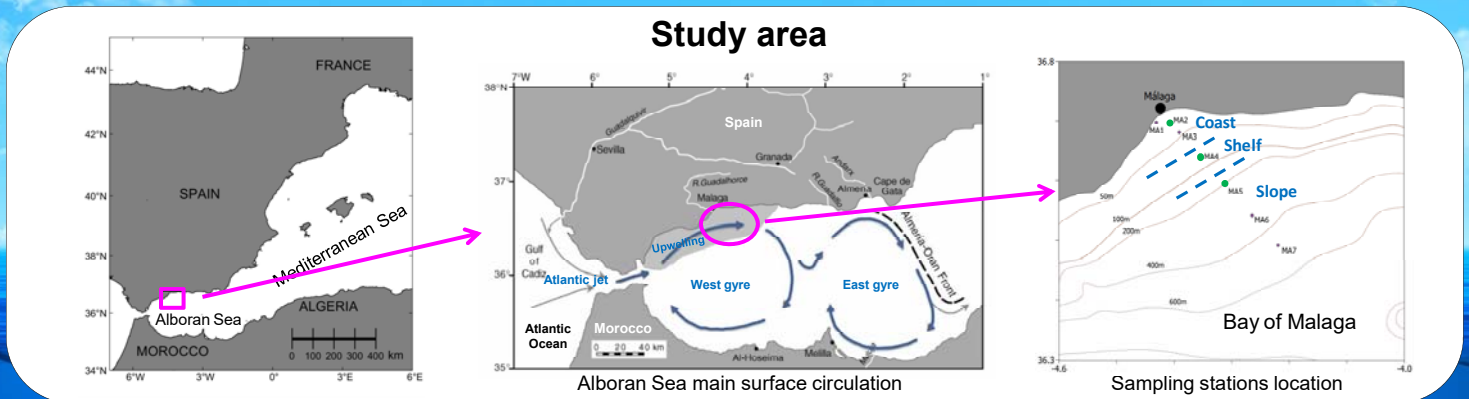 Study area
44°N
42°N
40°N
38°N
36°N
34°N
6°W
3°W
0°
3°E
6°E
FRANCE
SPAIN
Mediterranean Sea
ALGERIA
Alboran Sea
MOROCCO
0 100 200 300 400 km
7°W
6°
5°
4°
3°
2°
1°
38°N
37°
36°
35°
Guadalquivir
Spain
Sevilla
Granada
Andarx
R.Guadalhorce
Malaga
R.Guadalfeo
Almeria
Cape de
Gata
Upwelling
Almeria-Oran Front
Gulf
of
Cadiz
Atlantic jet
West gyre
East gyre
Atlantic
Ocean
Morocco
0 20 40 km
Al-Hoseima
Melilla
Alboran Sea main surface circulation
36.8
36.3
-4.6
-4.0
Málaga
MA1
MA2
MA3
MA4
MA5
MA6
MA7
Coast
Shelf
Slope
50m
100m
200m
400m
600m
Bay of Malaga
Sampling stations location